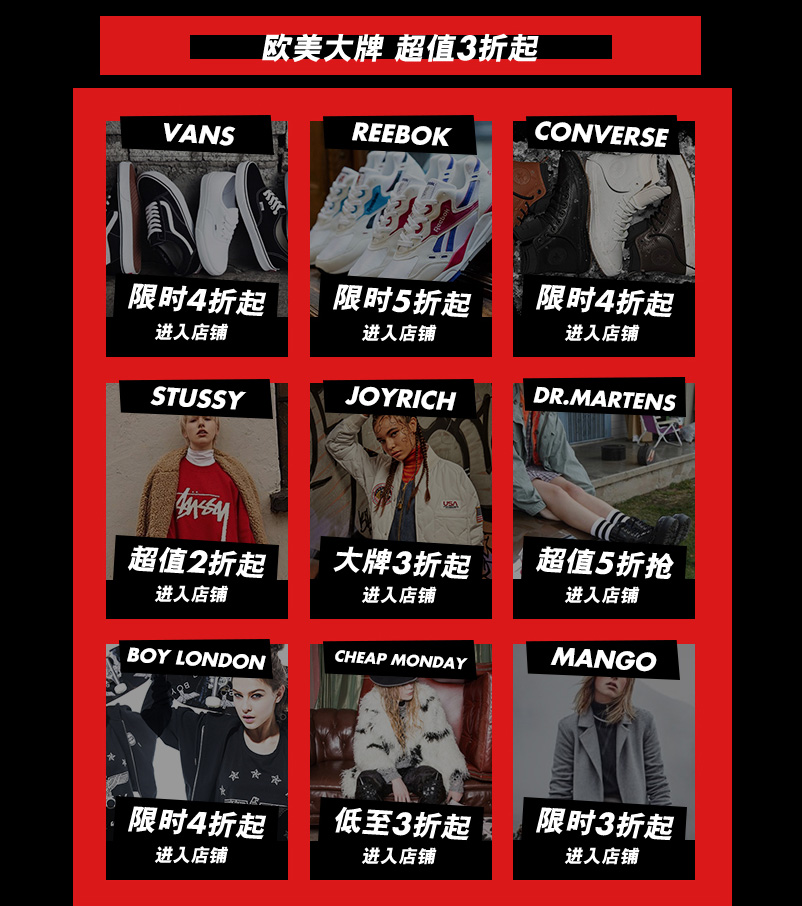 欧美大牌 超值3折起
VANS
限时4折起
进入店铺
REEBOK
限时5折起
进入店铺
CONVERSE
限时4折起
进入店铺
STUSSY
Stüssy
超值2折起
进入店铺
JOYRICH
USA
大牌3折起
进入店铺
DR.MARTENS
超值5折抢
进入店铺
BOY LONDON
BOY
限时4折起
进入店铺
CHEAP MONDAY
低至3折起
进入店铺
MANGO
限时3折起
进入店铺